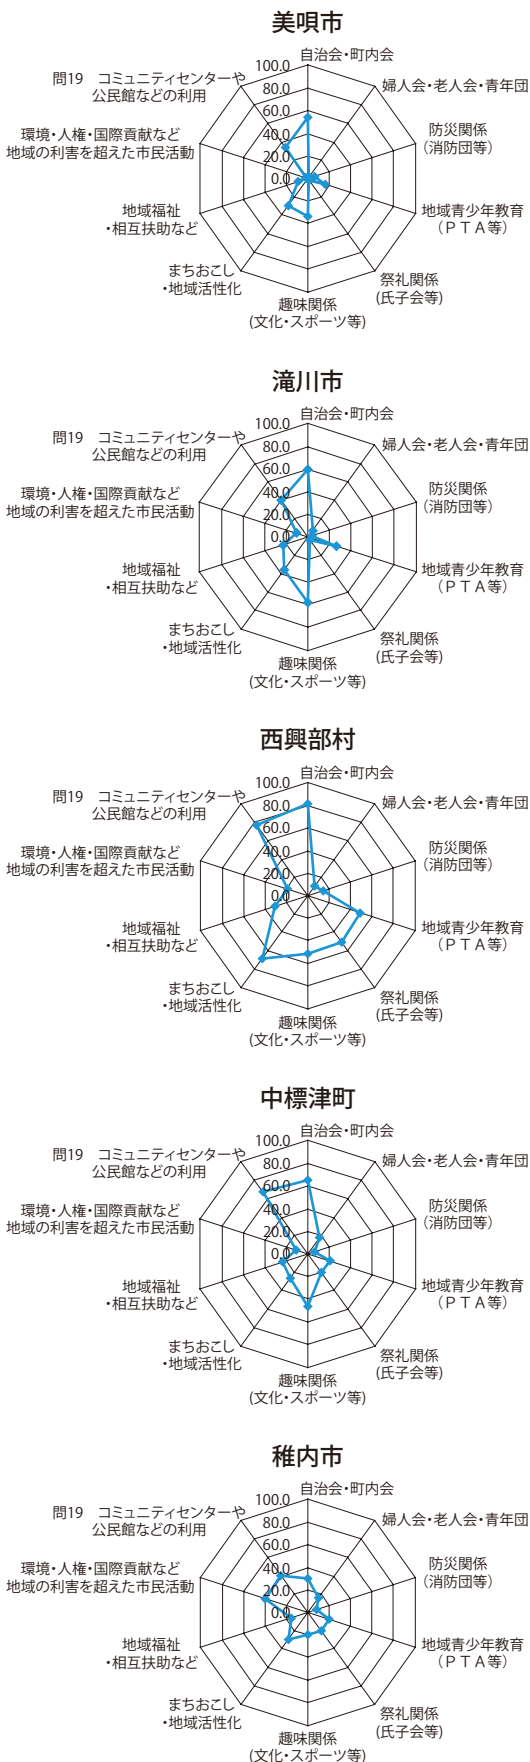 美唄市
自治会・町内会
100.0
80.0
60.0
40.0
20.0
0.0
婦人会・老人会・青年団
防災関係
（消防団等）
地域青少年教育
（ＰＴＡ等）
祭礼関係
(氏子会等)
趣味関係
(文化・スポーツ等)
まちおこし
・地域活性化
地域福祉
・相互扶助など
環境・人権・国際貢献など
地域の利害を超えた市民活動
問19　コミュニティセンターや
公民館などの利用
滝川市
自治会・町内会
100.0
80.0
60.0
40.0
20.0
0.0
婦人会・老人会・青年団
防災関係
（消防団等）
地域青少年教育
（ＰＴＡ等）
祭礼関係
(氏子会等)
趣味関係
(文化・スポーツ等)
まちおこし
・地域活性化
地域福祉
・相互扶助など
環境・人権・国際貢献など
地域の利害を超えた市民活動
問19　コミュニティセンターや
公民館などの利用
西興部村
自治会・町内会
100.0
80.0
60.0
40.0
20.0
0.0
婦人会・老人会・青年団
防災関係
（消防団等）
地域青少年教育
（ＰＴＡ等）
祭礼関係
(氏子会等)
趣味関係
(文化・スポーツ等)
まちおこし
・地域活性化
地域福祉
・相互扶助など
環境・人権・国際貢献など
地域の利害を超えた市民活動
問19　コミュニティセンターや
公民館などの利用
中標津町
自治会・町内会
100.0
80.0
60.0
40.0
20.0
0.0
婦人会・老人会・青年団
防災関係
（消防団等）
地域青少年教育
（ＰＴＡ等）
祭礼関係
(氏子会等)
趣味関係
(文化・スポーツ等)
まちおこし
・地域活性化
地域福祉
・相互扶助など
環境・人権・国際貢献など
地域の利害を超えた市民活動
問19　コミュニティセンターや
公民館などの利用
稚内市
自治会・町内会
100.0
80.0
60.0
40.0
20.0
0.0
婦人会・老人会・青年団
防災関係
（消防団等）
地域青少年教育
（ＰＴＡ等）
祭礼関係
(氏子会等)
趣味関係
(文化・スポーツ等)
まちおこし
・地域活性化
地域福祉
・相互扶助など
環境・人権・国際貢献など
地域の利害を超えた市民活動
問19　コミュニティセンターや
公民館などの利用